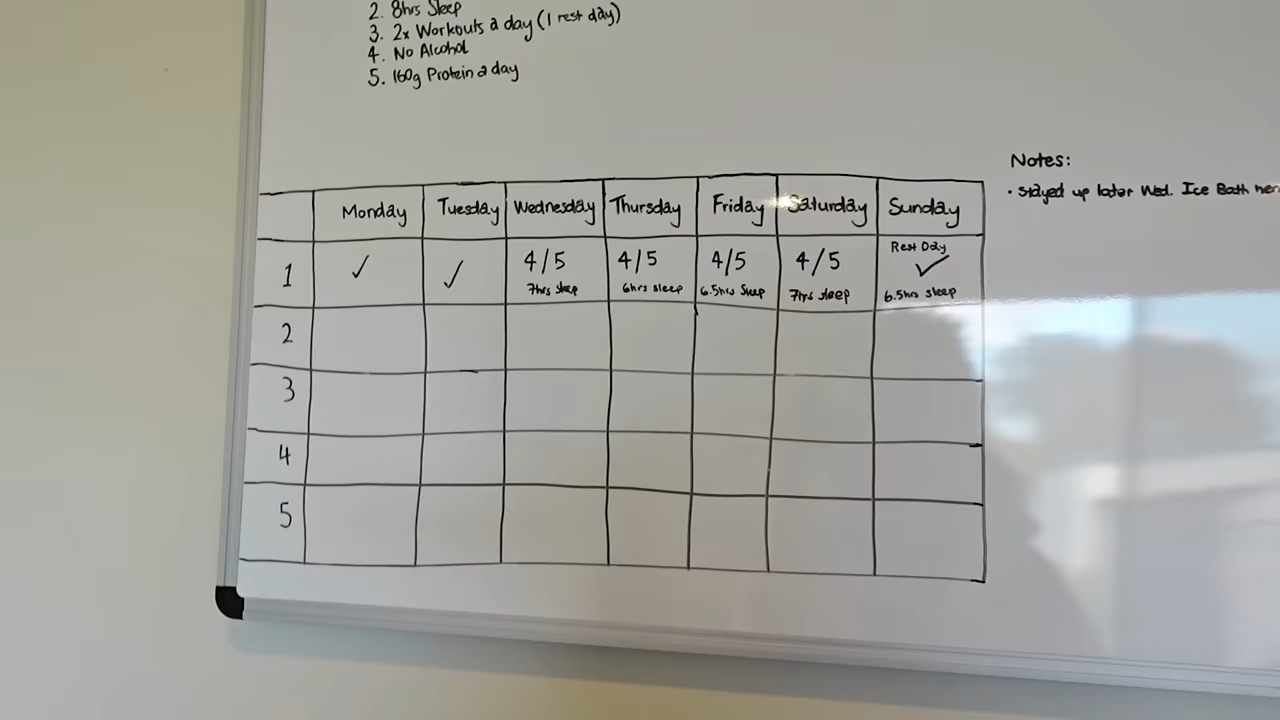 2. 8hrs Sleep
3. 2x Workouts a day (1 rest day)
4. No Alcohol
5. 160g Protein a day
Notes:
• Stayed up later Wed. Ice Bath
Monday Tuesday Wednesday Thursday Friday Saturday Sunday
1 ✓ ✓ 4/5 4/5 4/5 4/5 Rest Day ✓
7hrs sleep 6hrs sleep 6.5hrs Sleep 7hrs sleep 6.5hrs sleep
2
3
4
5